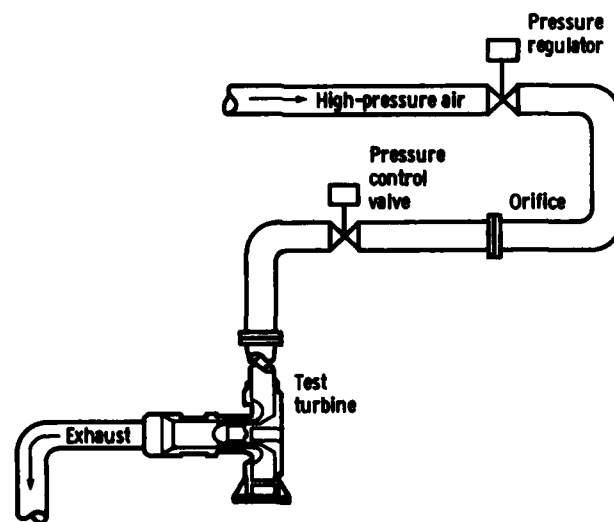 Pressure
regulator
High-pressure air
Pressure
control
valve
Orifice
Test
turbine
Exhaust